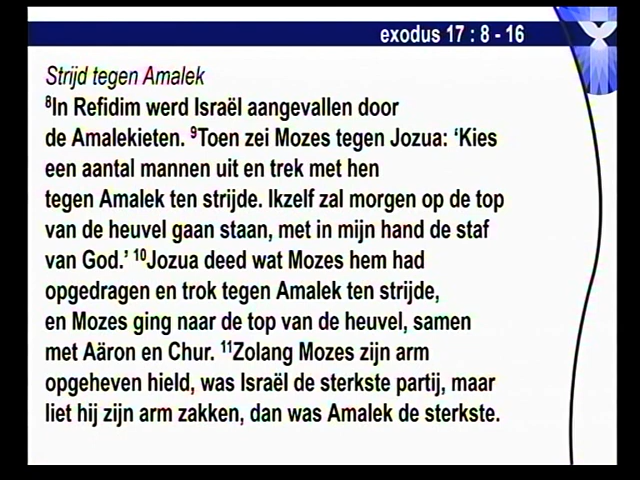 exodus 17 : 8 - 16
Strijd tegen Amalek
⁸In Refidim werd Israël aangevallen door
de Amalekieten. ⁹Toen zei Mozes tegen Jozua: ‘Kies
een aantal mannen uit en trek met hen
tegen Amalek ten strijde. Ikzelf zal morgen op de top
van de heuvel gaan staan, met in mijn hand de staf
van God.’ ¹⁰Jozua deed wat Mozes hem had
opgedragen en trok tegen Amalek ten strijde,
en Mozes ging naar de top van de heuvel, samen
met Aäron en Chur. ¹¹Zolang Mozes zijn arm
opgeheven hield, was Israël de sterkste partij, maar
liet hij zijn arm zakken, dan was Amalek de sterkste.